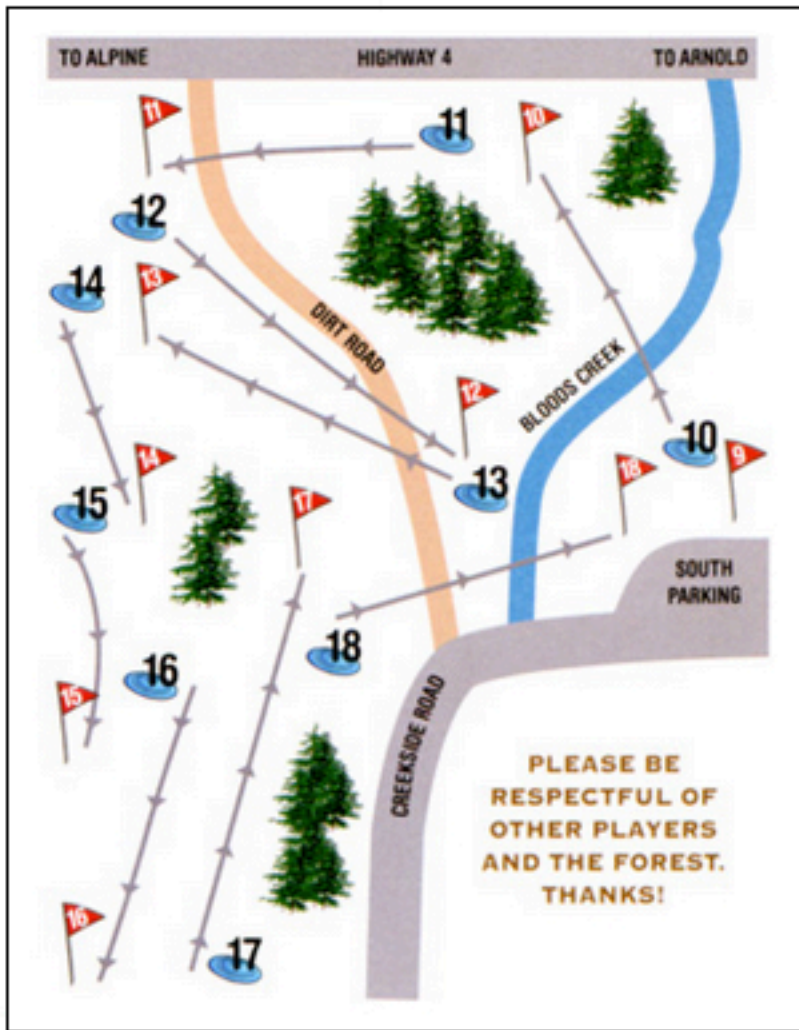 TO ALPINE
HIGHWAY 4
TO ARNOLD
11
11
10
12
14
13
DIRT ROAD
BLOODS CREEK
12
10
18
9
14
15
17
13
SOUTH
PARKING
18
16
15
CREEKSIDE ROAD
PLEASE BE
RESPECTFUL OF
OTHER PLAYERS
AND THE FOREST.
THANKS!
16
17